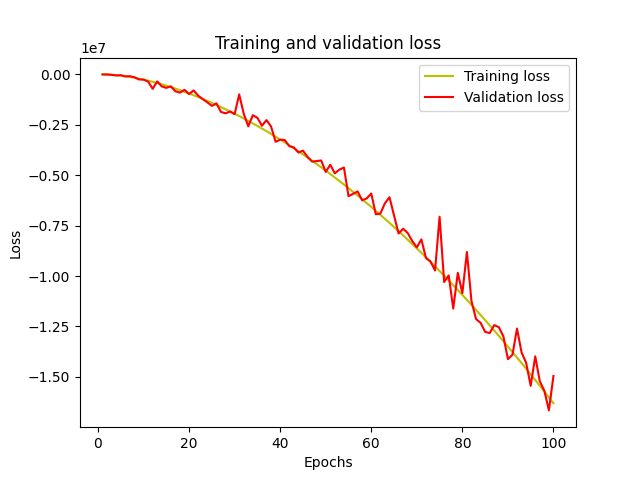 Training and validation loss
1e7
Training loss
Validation loss
0.00
−0.25
−0.50
−0.75
−1.00
−1.25
−1.50
Loss
0 20 40 60 80 100
Epochs